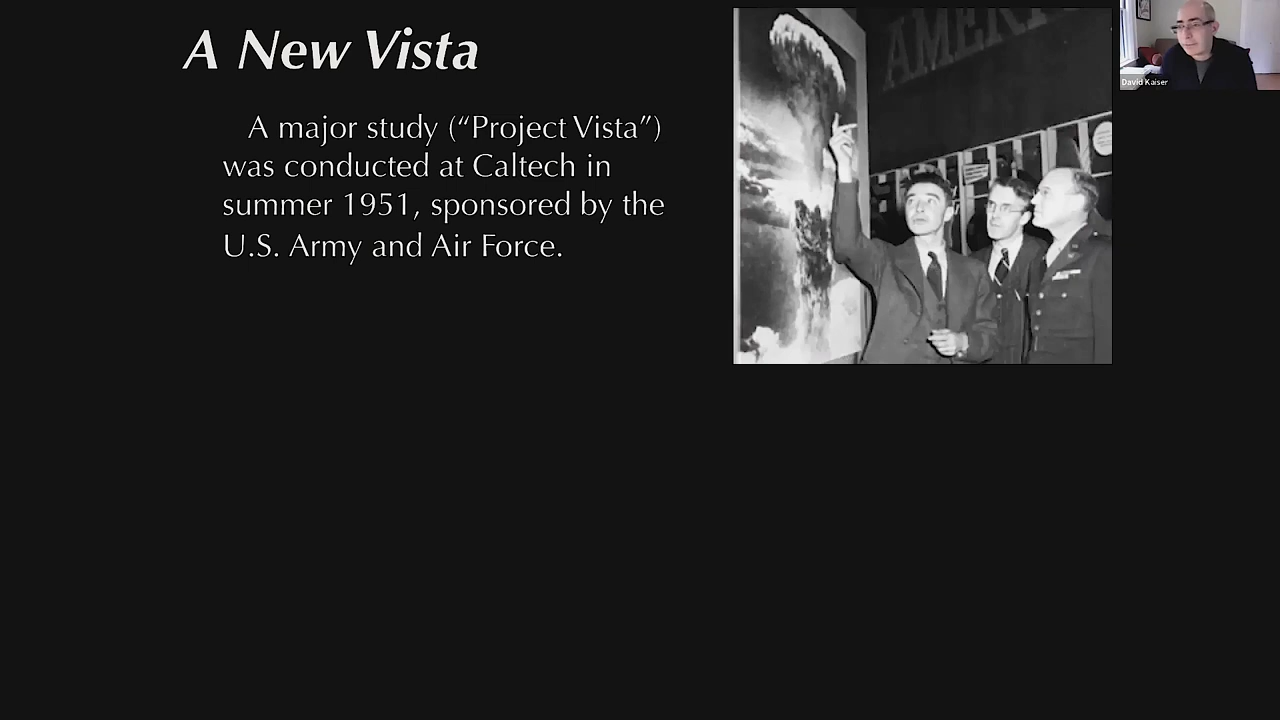 A New Vista
A major study (“Project Vista”)
was conducted at Caltech in
summer 1951, sponsored by the
U.S. Army and Air Force.
AMERI
David Kaiser